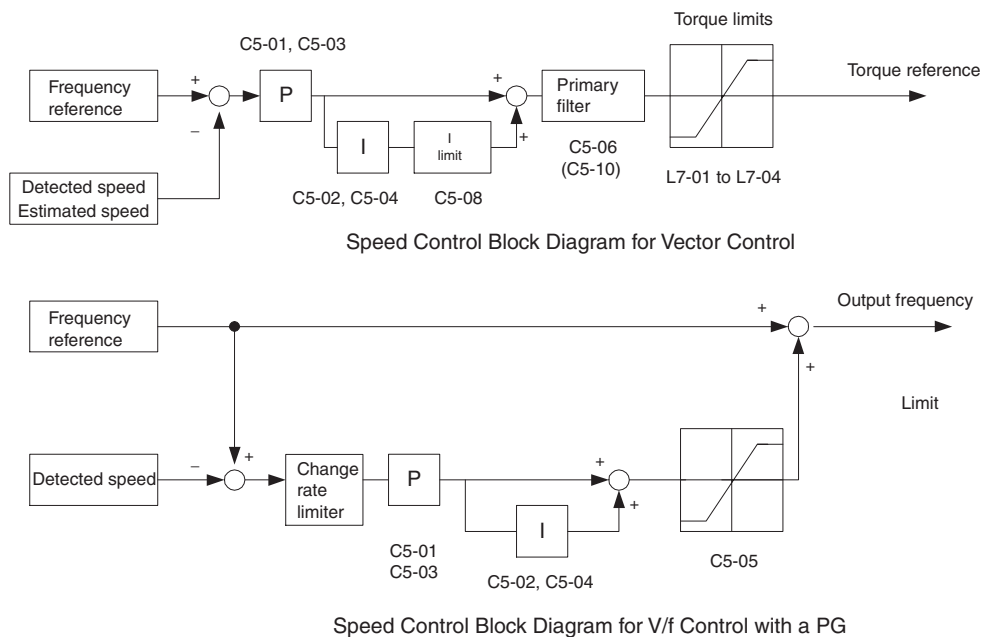 Torque limits
C5-01, C5-03
Frequency
reference
+
−
P
I
I
limit
+
+
Primary
filter
Torque reference
C5-02, C5-04
C5-08
C5-06
(C5-10)
L7-01 to L7-04
Detected speed
Estimated speed
Speed Control Block Diagram for Vector Control
Frequency
reference
+
+
Output frequency
Limit
Detected speed
−
+
Change
rate
limiter
P
I
+
+
C5-01
C5-03
C5-02, C5-04
C5-05
Speed Control Block Diagram for V/f Control with a PG